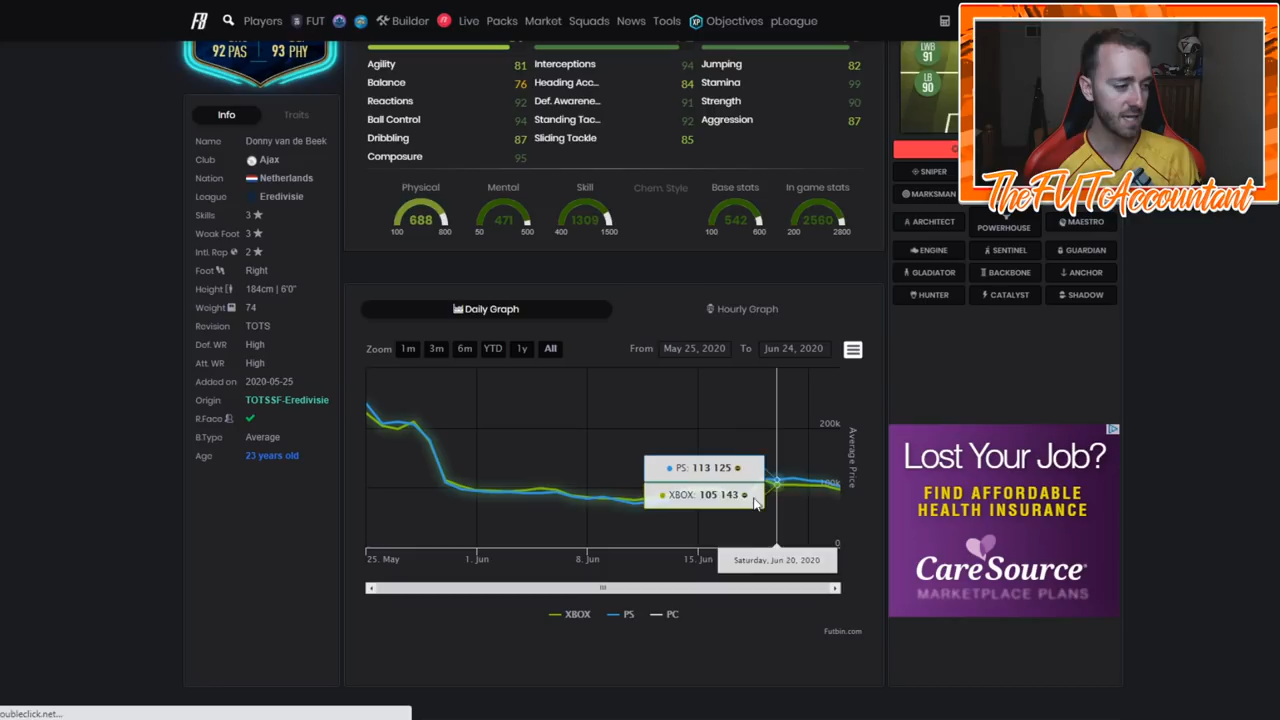 FB Players FUT Builder Live Packs Market Squads News Tools XP Objectives pLeague
92 PAS 93 PHY
Agility 81 Interceptions 94 Jumping 82
Balance 76 Heading Acc... 84 Stamina 99
Reactions 92 Def. Awarene... 91 Strength 90
Ball Control 94 Standing Tac... 92 Aggression 87
Dribbling 87 Sliding Tackle 85
Composure 95
Info Traits
Name Donny van de Beek
Club Ajax
Nation Netherlands
League Eredivisie
Skills 3
Weak Foot 3
Intl. Rep 2
Foot Right
Height 184cm | 6'0"
Weight 74
Revision TOTS
Def. WR High
Att. WR High
Added on 2020-05-25
Origin TOTSSF-Eredivisie
R.Face
B.Type Average
Age 23 years old
Physical Mental Skill Chem. Style Base stats In game stats
688 471 1309 542 2560
100 800 50 500 400 1500 100 600 200 2800
Daily Graph Hourly Graph
Zoom 1m 3m 6m YTD 1y All From May 25, 2020 To Jun 24, 2020
200k
100k
0
Average Price
PS: 113 125
XBOX: 105 143
25. May 1. Jun 8. Jun 15. Jun
Saturday, Jun 20, 2020
XBOX PS PC
Futbin.com
LWB
91
LB
90
SNIPER
MARKSMAN
ARCHITECT POWERHOUSE MAESTRO
ENGINE SENTINEL GUARDIAN
GLADIATOR BACKBONE ANCHOR
HUNTER CATALYST SHADOW
TheFUTAccountant
Lost Your Job?
FIND AFFORDABLE
HEALTH INSURANCE
CareSource
MARKETPLACE PLANS
oubleclick.net...